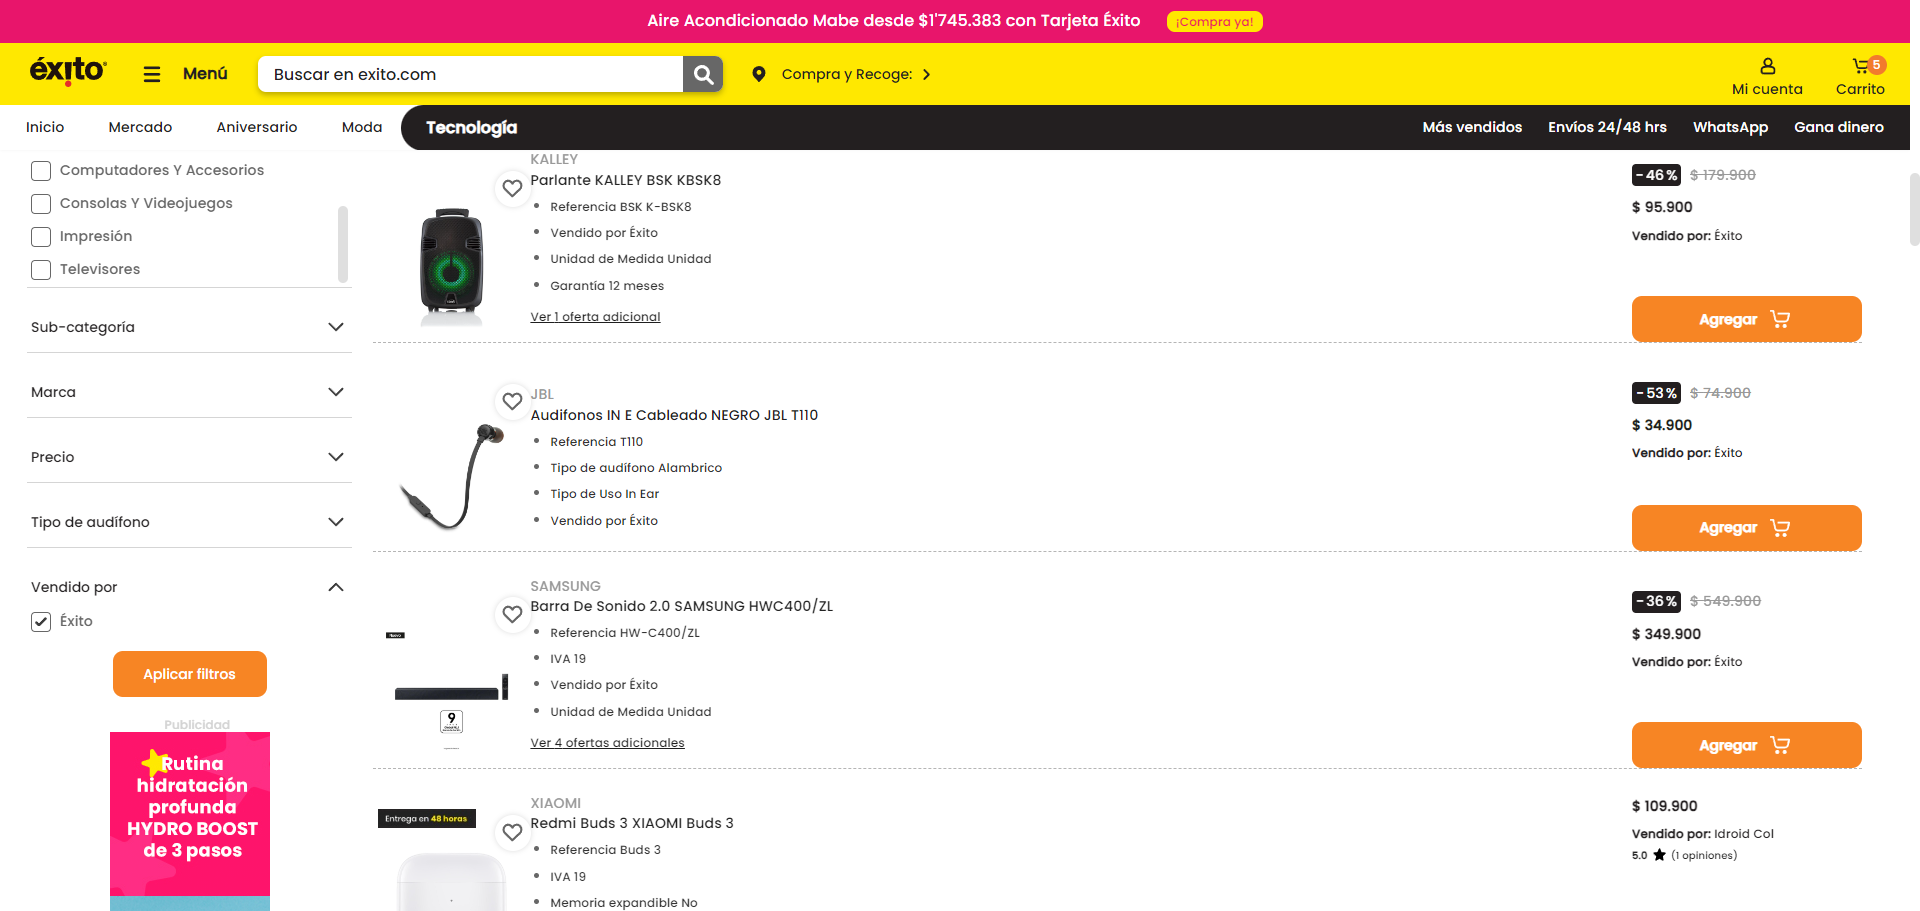 Aire Acondicionado Mabe desde $1'745.383 con Tarjeta Éxito ¡Compra ya!
éxito Menú Buscar en exito.com Compra y Recoge: Mi cuenta 5 Carrito
Inicio Mercado Aniversario Moda Tecnología Más vendidos Envíos 24/48 hrs WhatsApp Gana dinero
Computadores Y Accesorios
Consolas Y Videojuegos
Impresión
Televisores
Sub-categoría
Marca
Precio
Tipo de audífono
Vendido por
Éxito
Aplicar filtros
Publicidad
Rutina
hidratación
profunda
HYDRO BOOST
de 3 pasos
KALLEY
Parlante KALLEY BSK KBSK8
Referencia BSK K-BSK8
Vendido por Éxito
Unidad de Medida Unidad
Garantía 12 meses
Ver 1 oferta adicional
-46% $ 179.900
$ 95.900
Vendido por: Éxito
Agregar
JBL
Audifonos IN E Cableado NEGRO JBL T110
Referencia T110
Tipo de audífono Alambrico
Tipo de Uso In Ear
Vendido por Éxito
-53% $ 74.900
$ 34.900
Vendido por: Éxito
Agregar
SAMSUNG
Barra De Sonido 2.0 SAMSUNG HWC400/ZL
Nuevo
Referencia HW-C400/ZL
IVA 19
Vendido por Éxito
Unidad de Medida Unidad
9
Ver 4 ofertas adicionales
-36% $ 549.900
$ 349.900
Vendido por: Éxito
Agregar
Entrega en 48 horas
XIAOMI
Redmi Buds 3 XIAOMI Buds 3
Referencia Buds 3
IVA 19
Memoria expandible No
$ 109.900
Vendido por: Idroid Col
5.0 (1 opiniones)